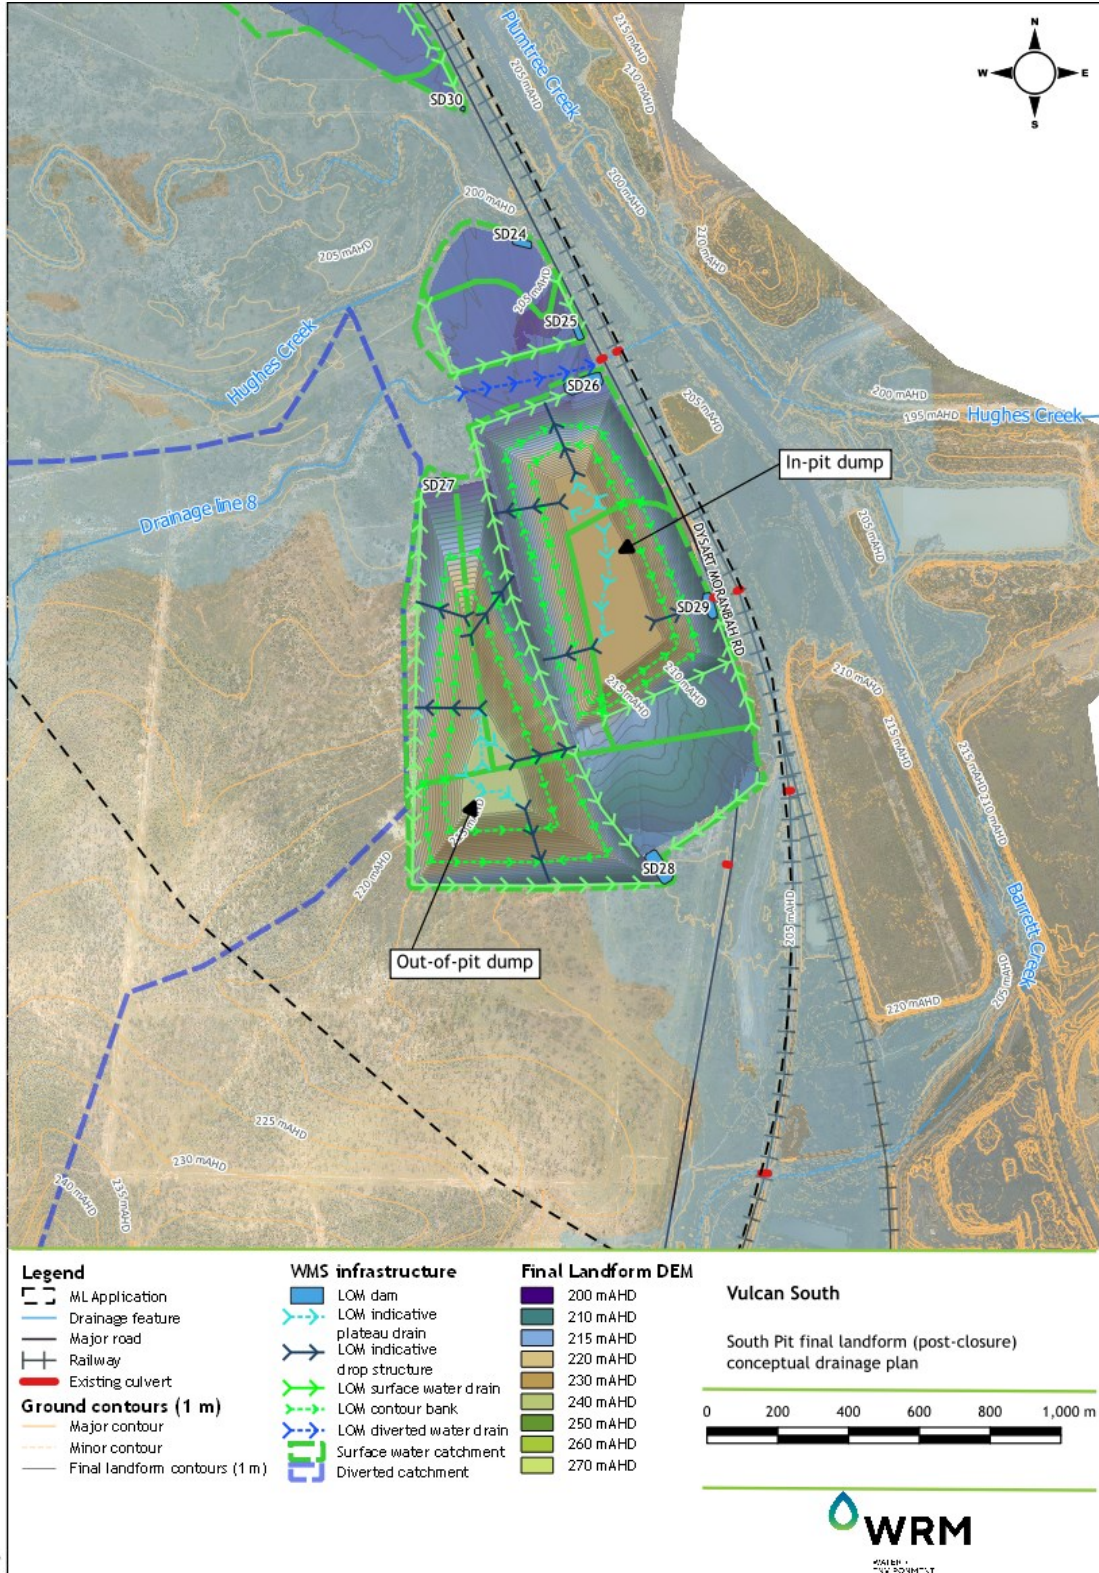 N
W
E
S
Plumtree Creek
215 mAHD
210 mAHD
205 mAHD
SD30
200 mAHD
200 mAHD
210 mAHD
SD24
205 mAHD
205 mAHD
SD25
Hughes Creek
SD26
200 mAHD
195 mAHD
Hughes Creek
205 mAHD
In-pit dump
SD27
Drainage line 8
205 mAHD
DYSART MORANBAH RD
SD29
210 mAHD
215 mAHD
210 mAHD
215 mAHD
215 mAHD
210 mAHD
220 mAHD
SD28
Out-of-pit dump
205 mAHD
Barrett Creek
205 mAHD
220 mAHD
225 mAHD
230 mAHD
235 mAHD
240 mAHD
Legend
ML Application
Drainage feature
Major road
Railway
Existing culvert
Ground contours (1 m)
Major contour
Minor contour
Final landform contours (1 m)
WMS infrastructure
LOM dam
LOM indicative
plateau drain
LOM indicative
drop structure
LOM surface water drain
LOM contour bank
LOM diverted water drain
Surface water catchment
Diverted catchment
Final Landform DEM
200 mAHD
210 mAHD
215 mAHD
220 mAHD
230 mAHD
240 mAHD
250 mAHD
260 mAHD
270 mAHD
Vulcan South
South Pit final landform (post-closure)
conceptual drainage plan
0 200 400 600 800 1,000 m
WRM
WATER +
ENVIRONMENT